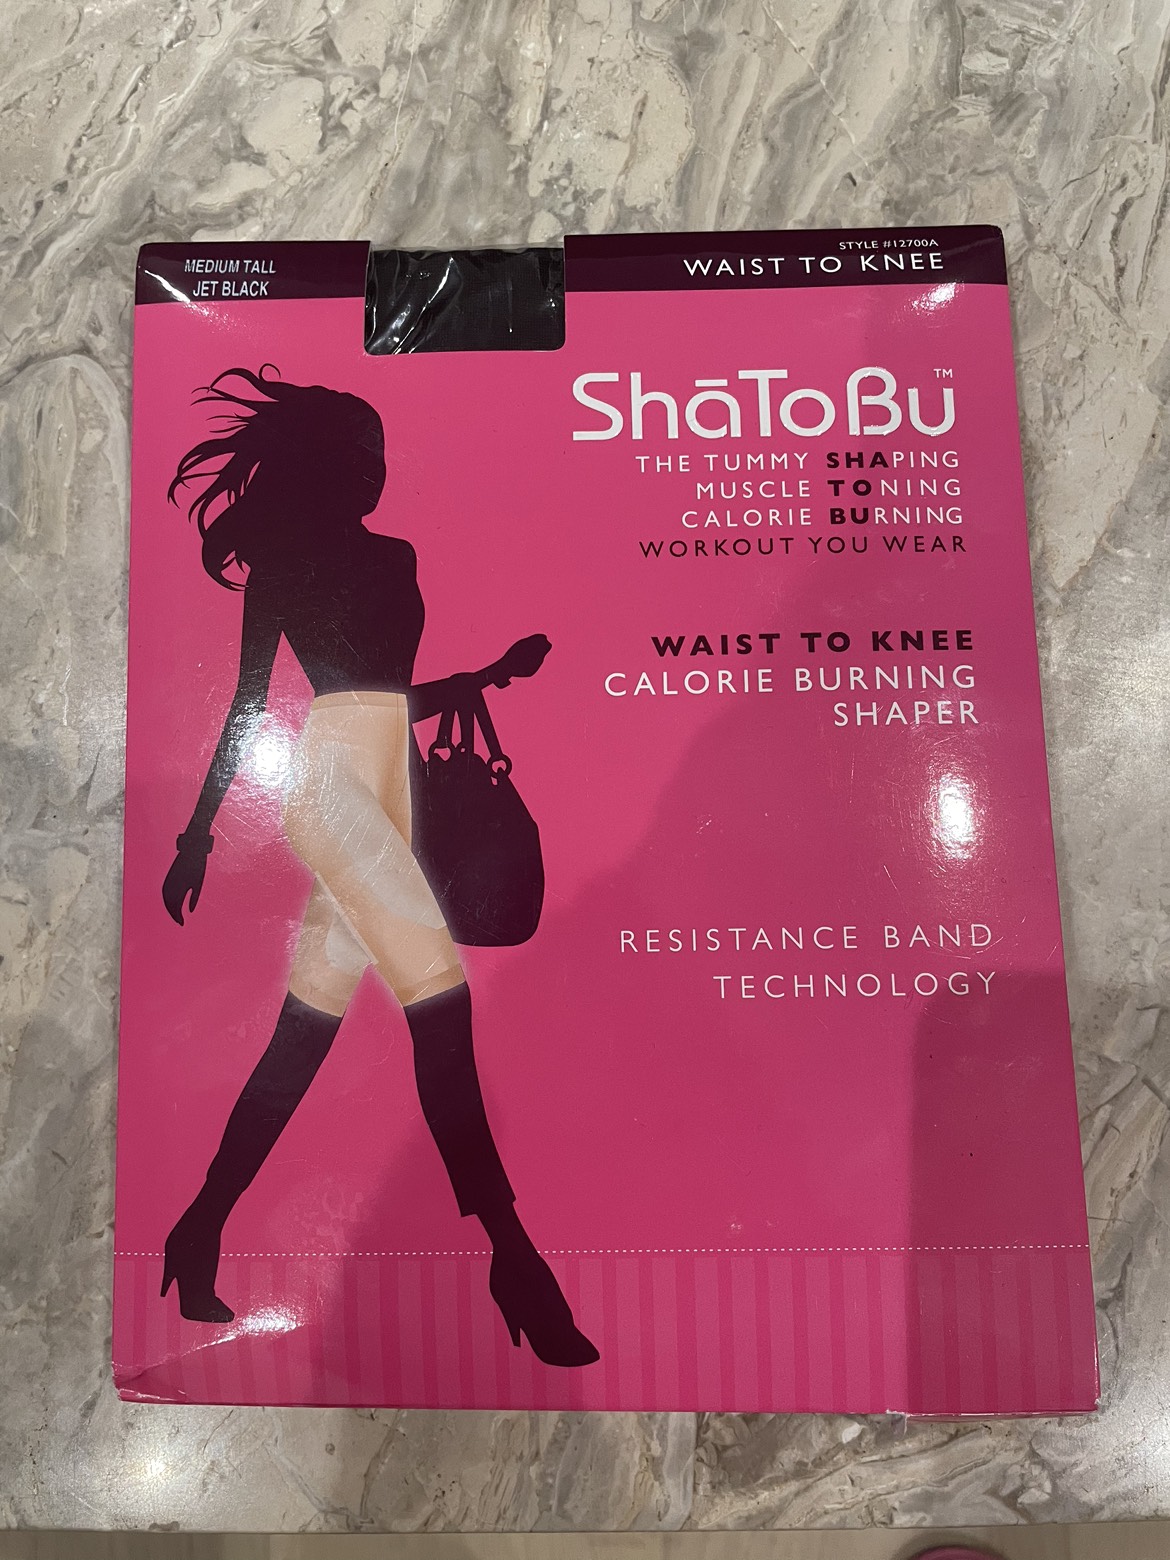 MEDIUM TALL
JET BLACK
STYLE #12700A
WAIST TO KNEE
ShāToBu™
THE TUMMY SHAPING
MUSCLE TONING
CALORIE BURNING
WORKOUT YOU WEAR
WAIST TO KNEE
CALORIE BURNING
SHAPER
RESISTANCE BAND
TECHNOLOGY